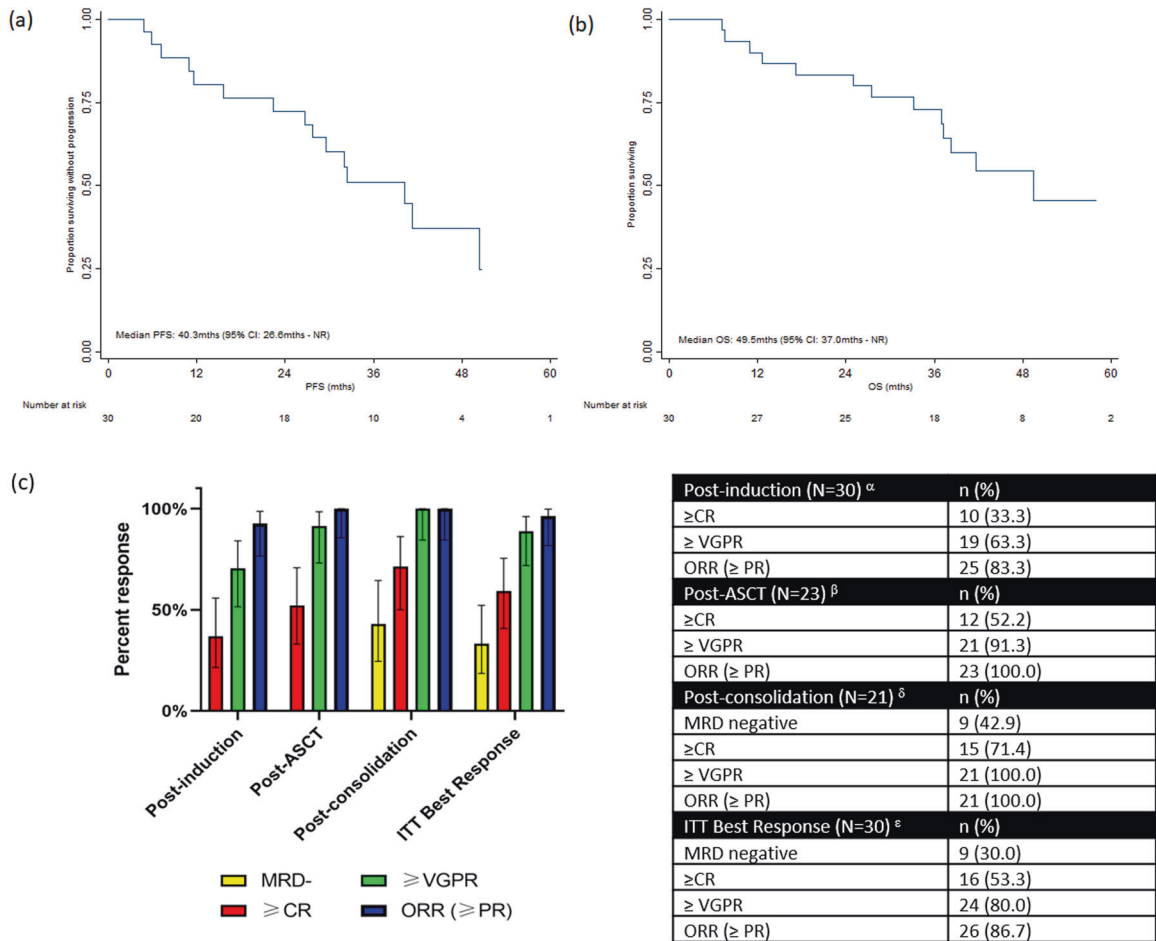 (a)
1.00
0.75
0.50
0.25
0.00
Proportion surviving without progression
Median PFS: 40.3mths (95% CI: 26.6mths - NR)
0 12 24 36 48 60
PFS (mths)
Number at risk
30 20 18 10 4 1
(b)
1.00
0.75
0.50
0.25
0.00
Proportion surviving
Median OS: 49.5mths (95% CI: 37.0mths - NR)
0 12 24 36 48 60
OS (mths)
Number at risk
30 27 25 18 8 2
(c)
100%
50%
0%
Percent response
Post-induction
Post-ASCT
Post-consolidation
ITT Best Response
MRD-
≥VGPR
≥CR
ORR (≥PR)
Post-induction (N=30) α n (%)
≥CR 10 (33.3)
≥ VGPR 19 (63.3)
ORR (≥ PR) 25 (83.3)
Post-ASCT (N=23) β n (%)
≥CR 12 (52.2)
≥ VGPR 21 (91.3)
ORR (≥ PR) 23 (100.0)
Post-consolidation (N=21) δ n (%)
MRD negative 9 (42.9)
≥CR 15 (71.4)
≥ VGPR 21 (100.0)
ORR (≥ PR) 21 (100.0)
ITT Best Response (N=30) ε n (%)
MRD negative 9 (30.0)
≥CR 16 (53.3)
≥ VGPR 24 (80.0)
ORR (≥ PR) 26 (86.7)